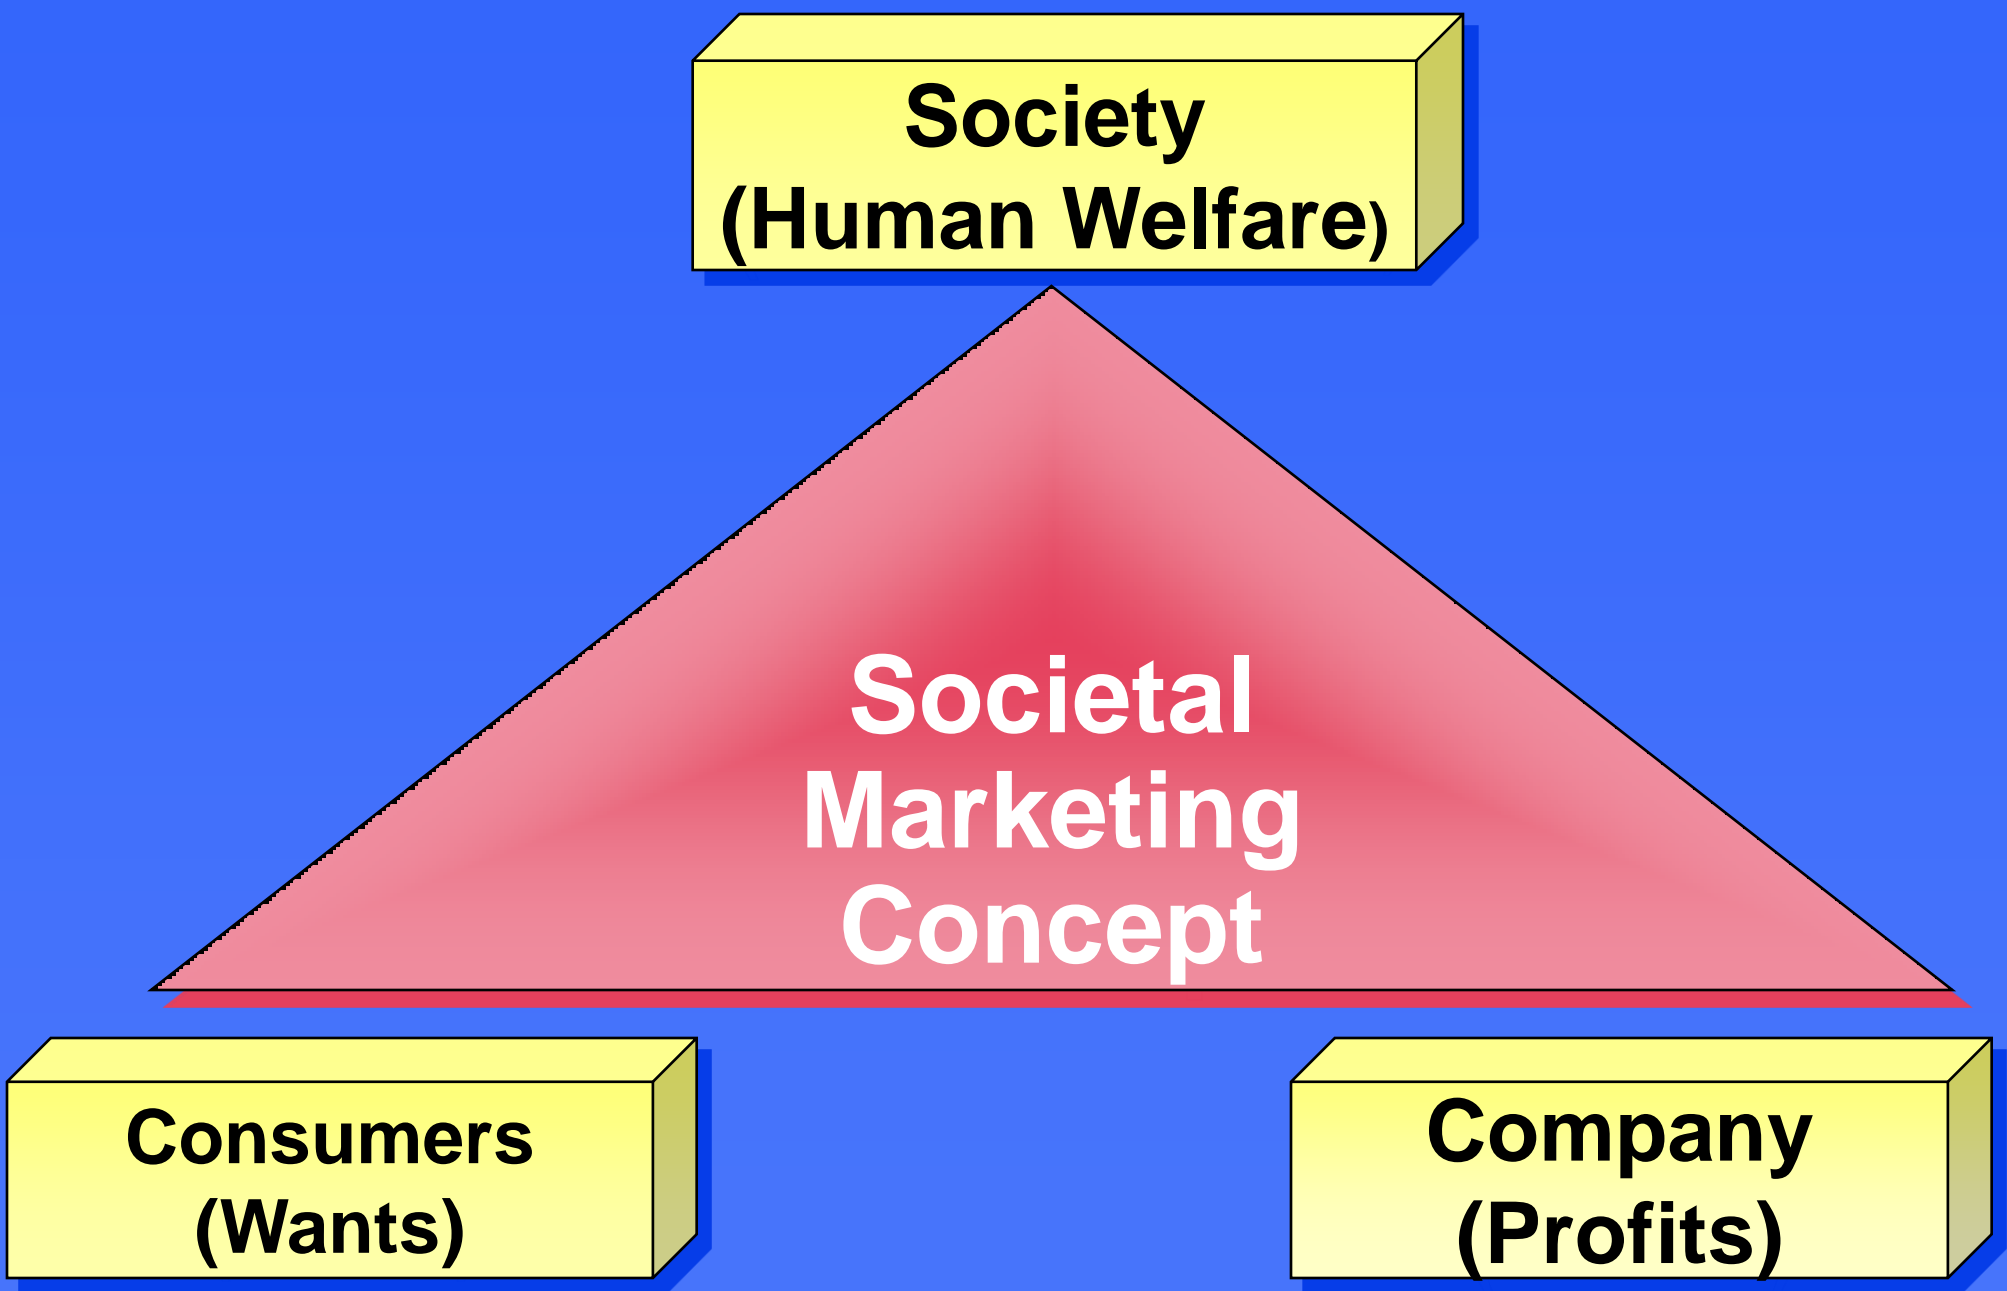 Society
(Human Welfare)
Societal
Marketing
Concept
Consumers
(Wants)
Company
(Profits)